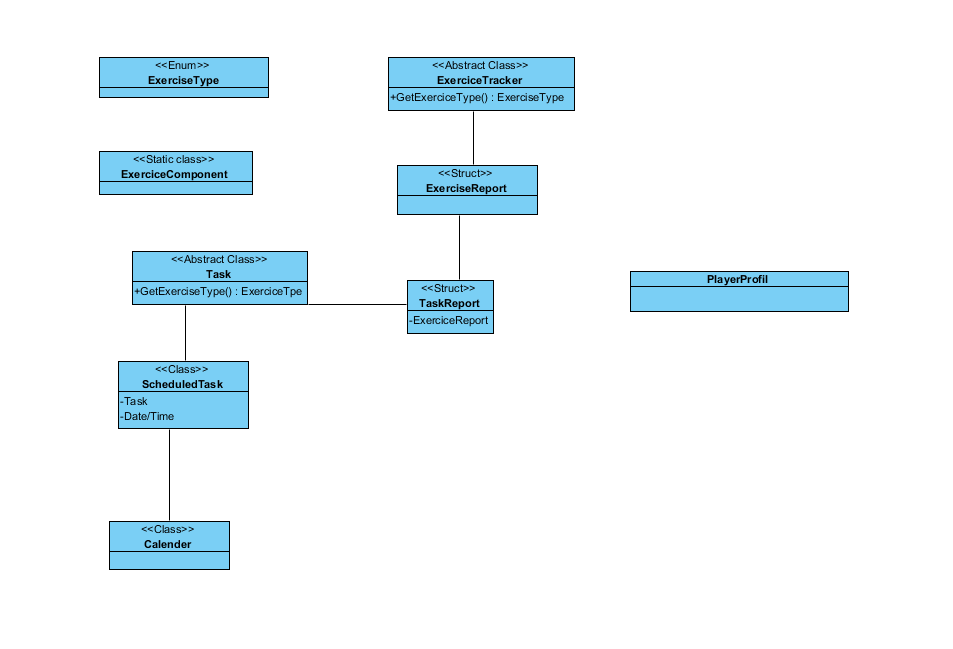 <<Enum>>
ExerciseType
<<Abstract Class>>
ExerciceTracker
+GetExerciceType() : ExerciseType
<<Static class>>
ExerciceComponent
<<Struct>>
ExerciseReport
<<Abstract Class>>
Task
+GetExerciseType() : ExerciceTpe
<<Struct>>
TaskReport
-ExerciceReport
PlayerProfil
<<Class>>
ScheduledTask
-Task
-Date/Time
<<Class>>
Calender